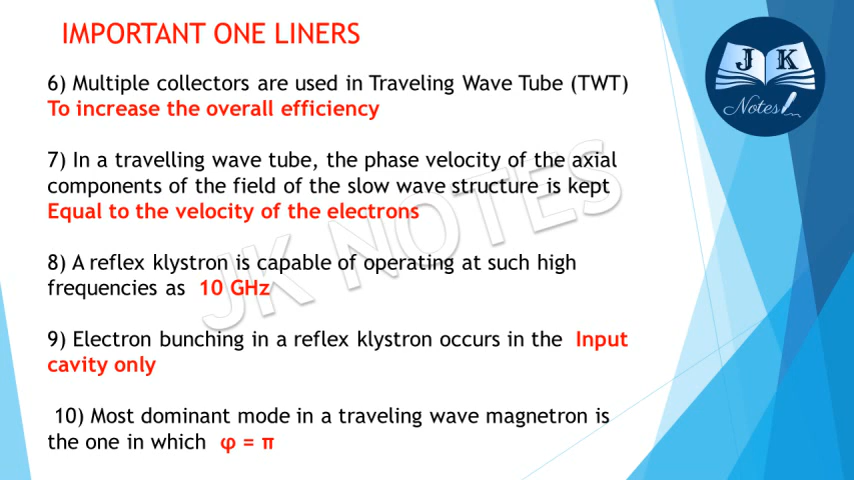 IMPORTANT ONE LINERS
J K
Notes
6) Multiple collectors are used in Traveling Wave Tube (TWT)
To increase the overall efficiency
7) In a travelling wave tube, the phase velocity of the axial
components of the field of the slow wave structure is kept
Equal to the velocity of the electrons
8) A reflex klystron is capable of operating at such high
frequencies as 10 GHz
9) Electron bunching in a reflex klystron occurs in the Input
cavity only
10) Most dominant mode in a traveling wave magnetron is
the one in which φ = π
JK NOTES